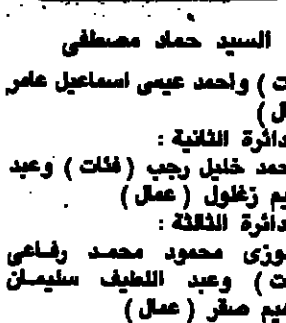 السيد حماد مصطفى
ت) واحمد عيسى اسماعيل عامر
ال)
دائرة الثانية :
حمد خليل رجب (فئات) وعبد
يم زغلول (عمال)
دائرة الثالثة :
وزى محمود محمد رفاعى
ت) وعبد اللطيف سليمان
هيم صقر (عمال)